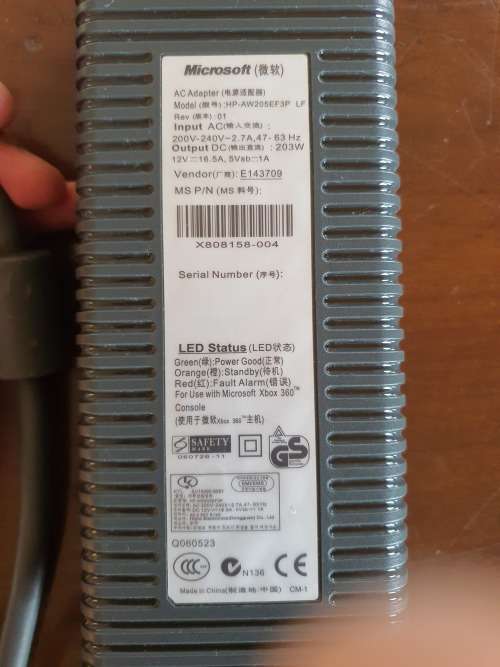 Microsoft (微软)
AC Adapter (电源适配器)
Model (型号): HP-AW205EF3P LF
Rev (版本): 01
Input AC(输入交流) :
200V-240V~2.7A,47-63Hz
Output DC(输出直流) : 203W
12V⎓16.5A, 5Vsb⎓1A
Vendor(厂商): E143709
MS P/N (MS 料号):
X808158-004
Serial Number (序号):
LED Status (LED状态)
Green(绿):Power Good(正常)
Orange(橙):Standby(待机)
Red(红):Fault Alarm(错误)
For Use with Microsoft Xbox 360™
Console
(使用于微软Xbox 360™主机)
S SAFETY
MARK
GS
050726-11
Q060523
CCC N136 CE
Made in China(制造地:中国) CM-1